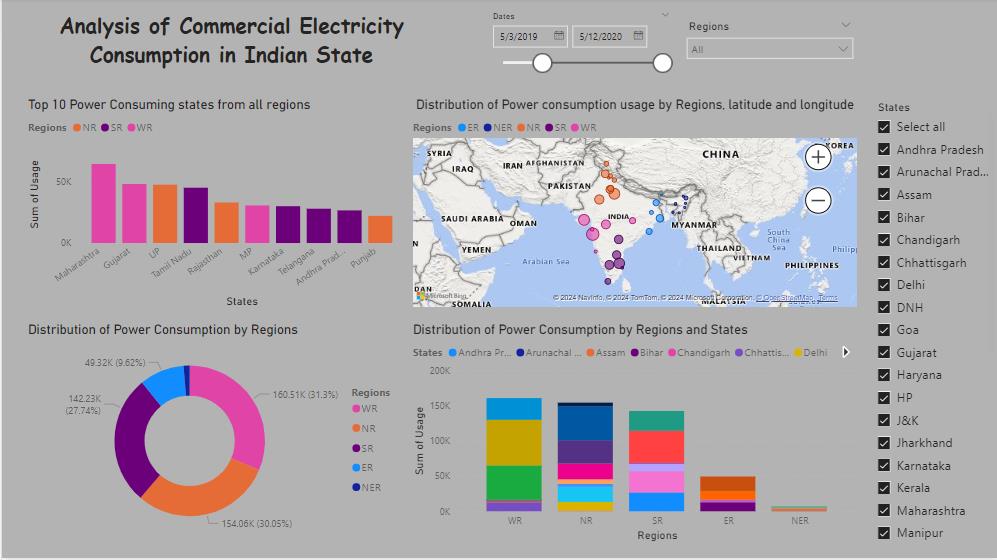 Analysis of Commercial Electricity
Consumption in Indian State
Dates
5/3/2019
5/12/2020
Regions
All
Top 10 Power Consuming states from all regions
Regions NR SR WR
Sum of Usage
50K
0K
Maharashtra
Gujarat
UP
Tamil Nadu
Rajasthan
MP
Karnataka
Telangana
Andhra Prad...
Punjab
States
Distribution of Power consumption usage by Regions, latitude and longitude
Regions ER NER NR SR WR
SYRIA
IRAQ
IRAN
AFGHANISTAN
PAKISTAN
CHINA
KOREA
SAUDI ARABIA
OMAN
INDIA
MYANMAR
YEMEN
Arabian Sea
THAILAND
VIETNAM
South
China
Sea
PHILIPPINES
Philipp
DAN
SOMALIA
MALAYSIA
Microsoft Bing
© 2024 NavInfo, © 2024 TomTom, © 2024 Microsoft Corporation, © OpenStreetMap Terms
States
Select all
Andhra Pradesh
Arunachal Prad...
Assam
Bihar
Chandigarh
Chhattisgarh
Delhi
DNH
Goa
Gujarat
Haryana
HP
J&K
Jharkhand
Karnataka
Kerala
Maharashtra
Manipur
Distribution of Power Consumption by Regions
49.32K (9.62%)
142.23K
(27.74%)
160.51K (31.3%)
154.06K (30.05%)
Regions
WR
NR
SR
ER
NER
Distribution of Power Consumption by Regions and States
States Andhra Pr... Arunachal ... Assam Bihar Chandigarh Chhattis... Delhi
Sum of Usage
200K
150K
100K
50K
0K
WR
NR
SR
ER
NER
Regions